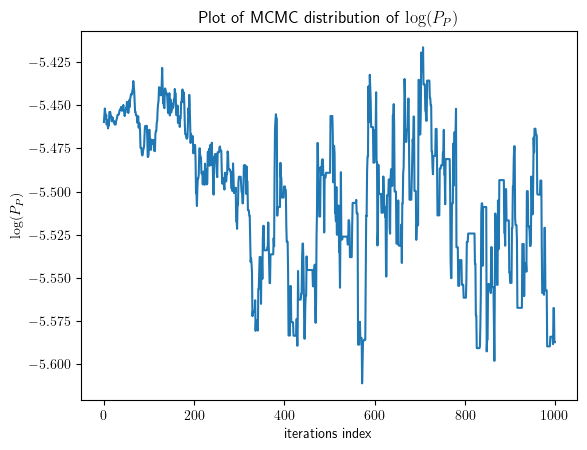 Plot of MCMC distribution of log(P_P)
log(P_P)
−5.425
−5.450
−5.475
−5.500
−5.525
−5.550
−5.575
−5.600
0 200 400 600 800 1000
iterations index